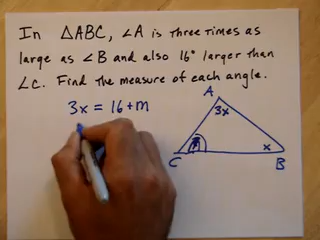 In △ABC, ∠A is three times as
large as ∠B and also 16° larger than
∠C. Find the measure of each angle.
3x = 16+m
A
3x
x
C
B